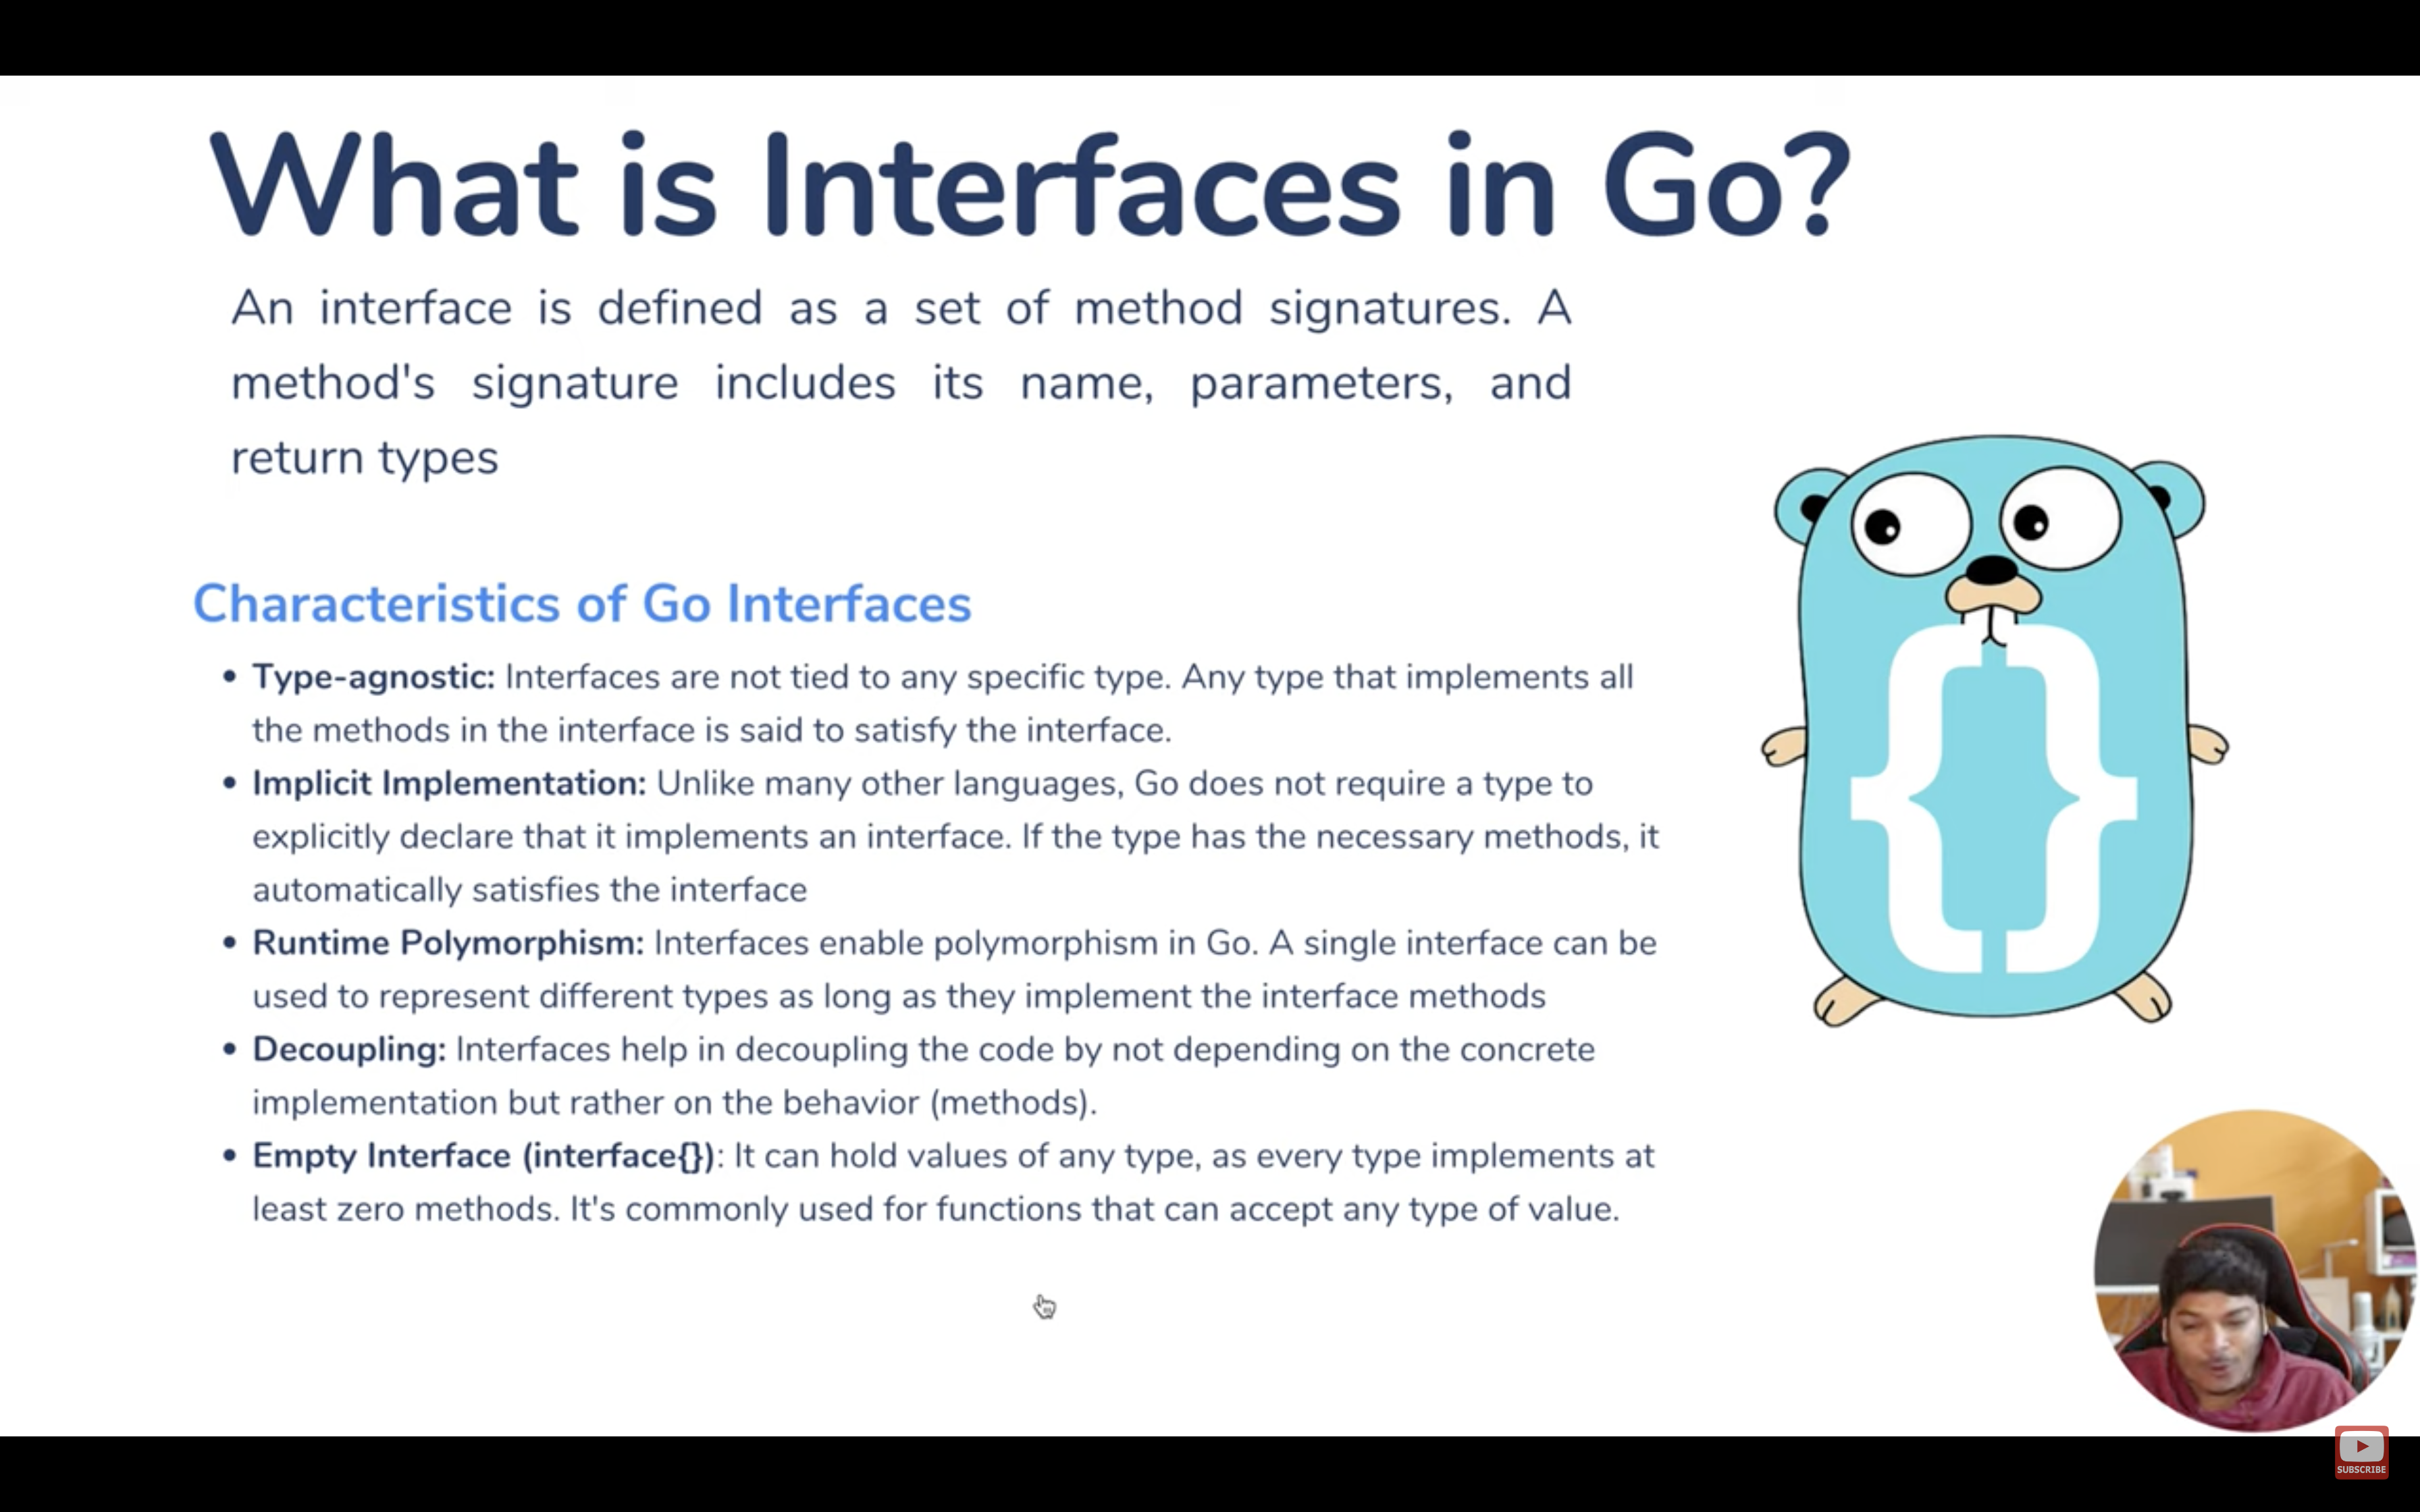 What is Interfaces in Go?
An interface is defined as a set of method signatures. A
method's signature includes its name, parameters, and
return types
Characteristics of Go Interfaces
• Type-agnostic: Interfaces are not tied to any specific type. Any type that implements all
the methods in the interface is said to satisfy the interface.
• Implicit Implementation: Unlike many other languages, Go does not require a type to
explicitly declare that it implements an interface. If the type has the necessary methods, it
automatically satisfies the interface
• Runtime Polymorphism: Interfaces enable polymorphism in Go. A single interface can be
used to represent different types as long as they implement the interface methods
• Decoupling: Interfaces help in decoupling the code by not depending on the concrete
implementation but rather on the behavior (methods).
• Empty Interface (interface{}): It can hold values of any type, as every type implements at
least zero methods. It's commonly used for functions that can accept any type of value.
{}
SUBSCRIBE